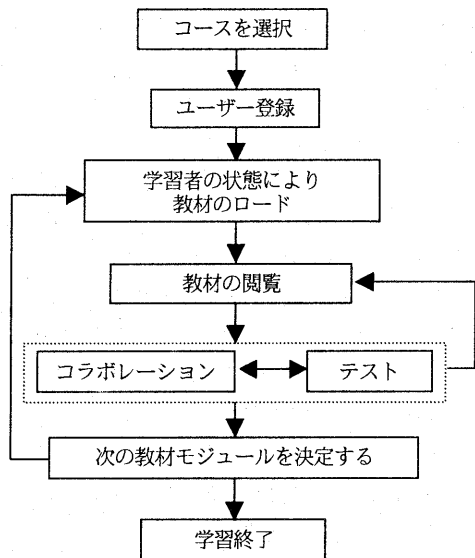 コースを選択
ユーザー登録
学習者の状態により
教材のロード
教材の閲覧
コラボレーション
テスト
次の教材モジュールを決定する
学習終了